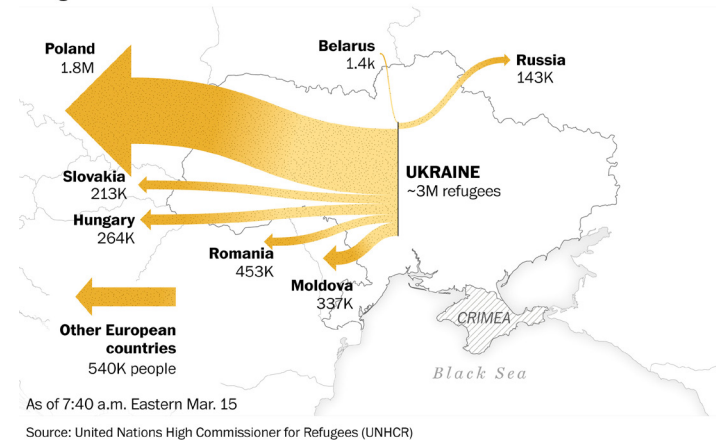 Poland
1.8M
Belarus
1.4k
Russia
143K
UKRAINE
~3M refugees
Slovakia
213K
Hungary
264K
Romania
453K
Moldova
337K
Other European
countries
540K people
CRIMEA
Black Sea
As of 7:40 a.m. Eastern Mar. 15
Source: United Nations High Commissioner for Refugees (UNHCR)